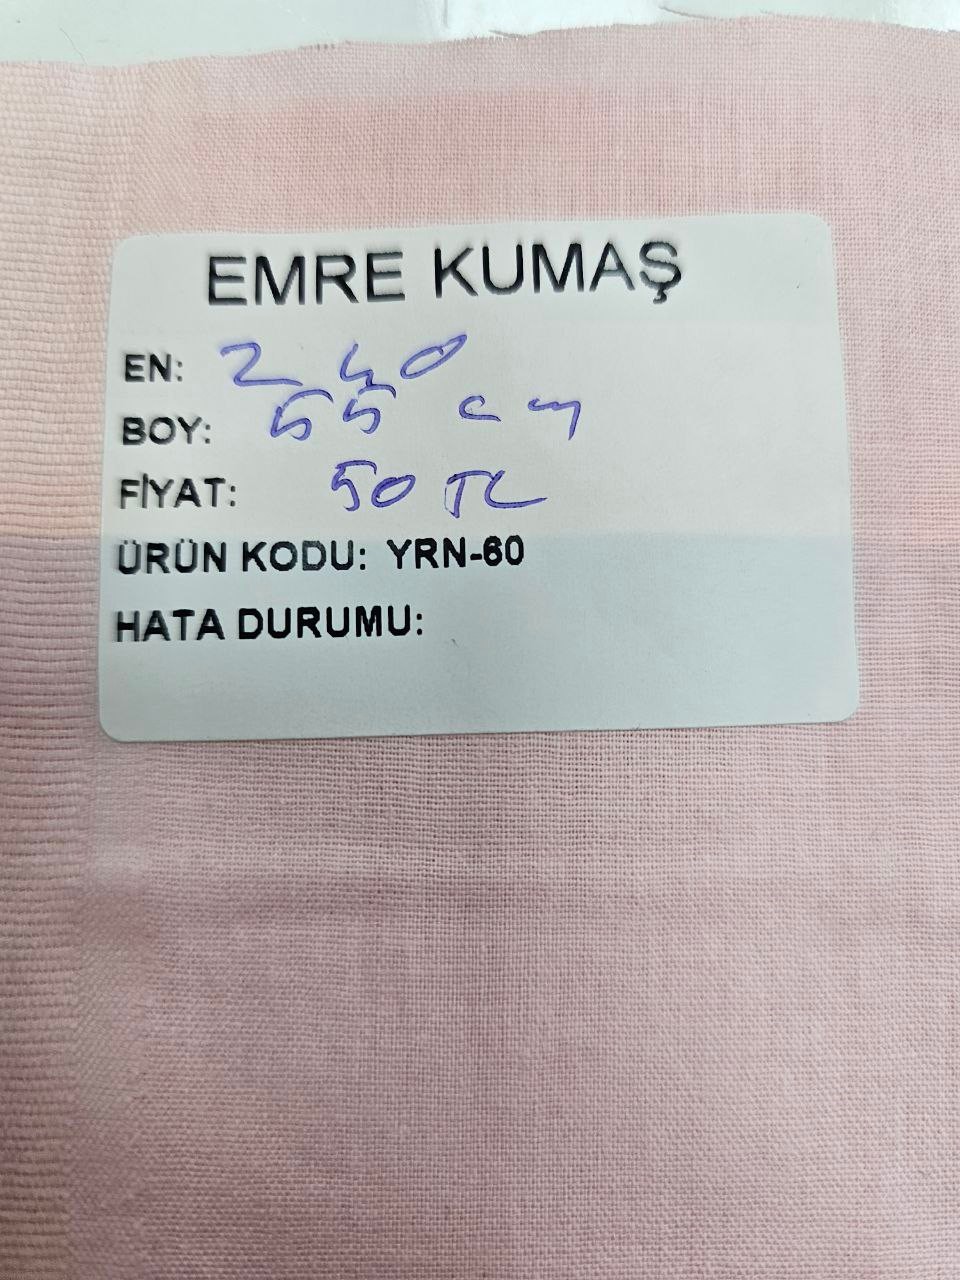 EMRE KUMAŞ
EN: 240
BOY: 55 cm
FİYAT: 50 TL
ÜRÜN KODU: YRN-60
HATA DURUMU: